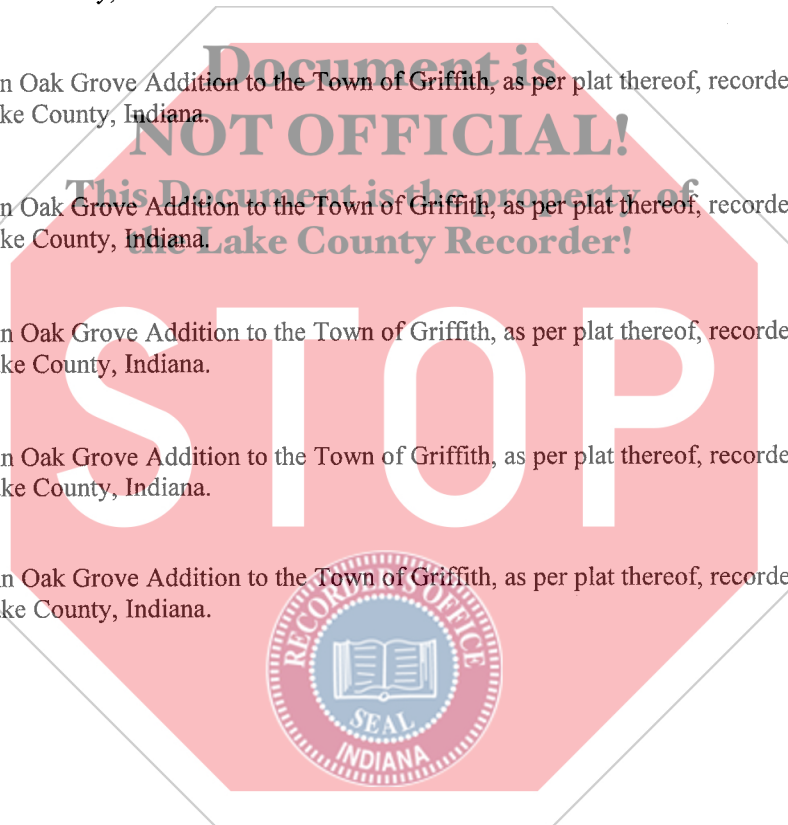 Document is
n Oak Grove Addition to the Town of Griffith, as per plat thereof, recorde
ke County, Indiana.
NOT OFFICIAL!
This Document is the property of
n Oak Grove Addition to the Town of Griffith, as per plat thereof, recorde
ke County, Indiana.
the Lake County Recorder!
n Oak Grove Addition to the Town of Griffith, as per plat thereof, recorde
ke County, Indiana.
STOP
n Oak Grove Addition to the Town of Griffith, as per plat thereof, recorde
ke County, Indiana.
n Oak Grove Addition to the Town of Griffith, as per plat thereof, recorde
ke County, Indiana.
RECORDER'S OFFICE
SEAL
INDIANA